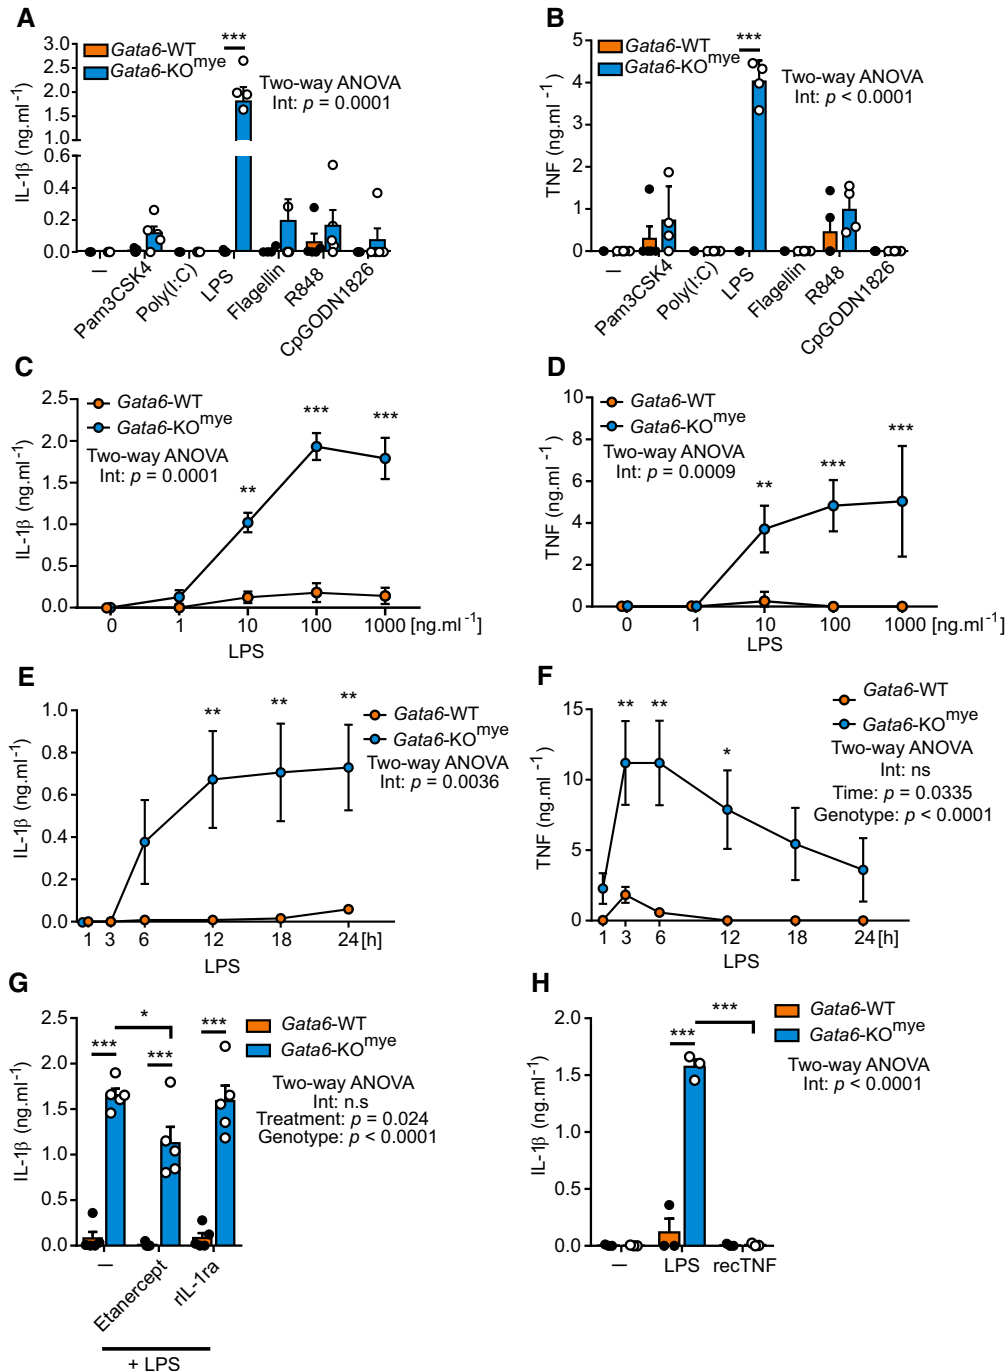 A
IL-1β (ng.ml-1)
3.0
2.5
2.0
1.5
1.0
0.6
0.4
0.2
0.0
Gata6-WT
Gata6-KOmye
***
Two-way ANOVA
Int: p = 0.0001
–
Pam3CSK4
Poly(I:C)
LPS
Flagellin
R848
CpGODN1826
B
TNF (ng.ml-1)
5
4
3
2
1
0
Gata6-WT
Gata6-KOmye
***
Two-way ANOVA
Int: p < 0.0001
–
Pam3CSK4
Poly(I:C)
LPS
Flagellin
R848
CpGODN1826
C
IL-1β (ng.ml-1)
2.5
2.0
1.5
1.0
0.5
0.0
Gata6-WT
Gata6-KOmye
Two-way ANOVA
Int: p = 0.0001
**
***
***
0 1 10 100 1000 [ng.ml-1]
LPS
D
TNF (ng.ml-1)
10
8
6
4
2
0
Gata6-WT
Gata6-KOmye
Two-way ANOVA
Int: p = 0.0009
**
***
***
0 1 10 100 1000 [ng.ml-1]
LPS
E
IL-1β (ng.ml-1)
1.0
0.8
0.6
0.4
0.2
0.0
**
**
**
Gata6-WT
Gata6-KOmye
Two-way ANOVA
Int: p = 0.0036
1 3 6 12 18 24 [h]
LPS
F
TNF (ng.ml-1)
15
10
5
0
**
**
*
Gata6-WT
Gata6-KOmye
Two-way ANOVA
Int: ns
Time: p = 0.0335
Genotype: p < 0.0001
1 3 6 12 18 24 [h]
LPS
G
IL-1β (ng.ml-1)
2.5
2.0
1.5
1.0
0.5
0.0
***
*
***
***
Gata6-WT
Gata6-KOmye
Two-way ANOVA
Int: n.s
Treatment: p = 0.024
Genotype: p < 0.0001
–
Etanercept
rIL-1ra
+ LPS
H
IL-1β (ng.ml-1)
2.0
1.5
1.0
0.5
0.0
***
***
Gata6-WT
Gata6-KOmye
Two-way ANOVA
Int: p < 0.0001
–
LPS
recTNF